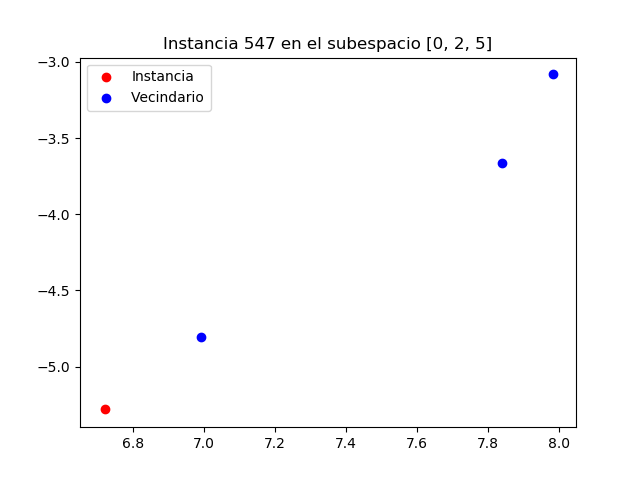 Instancia 547 en el subespacio [0, 2, 5]
Instancia
Vecindario
−3.0
−3.5
−4.0
−4.5
−5.0
6.8 7.0 7.2 7.4 7.6 7.8 8.0